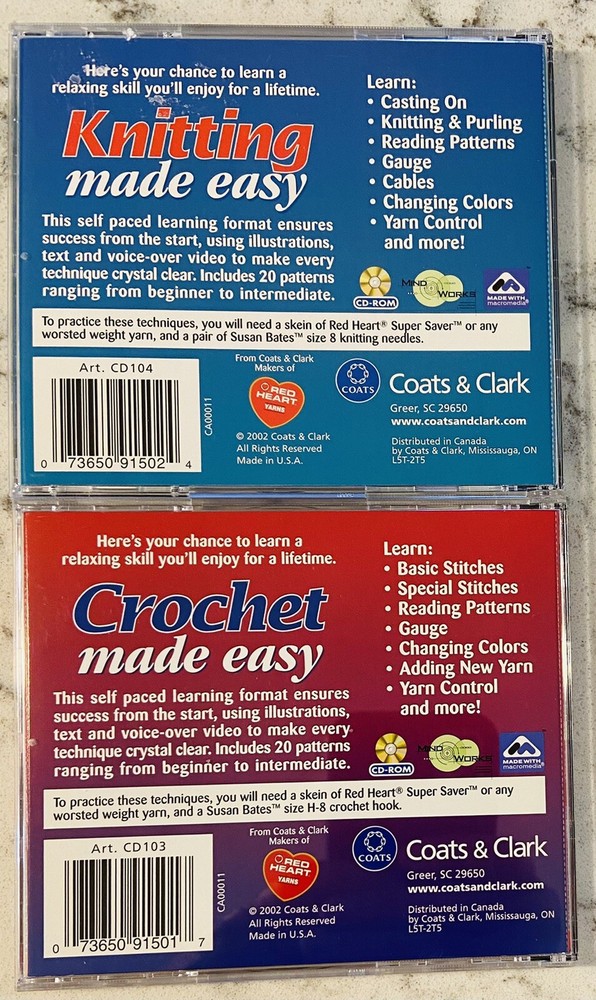 Here's your chance to learn a
relaxing skill you'll enjoy for a lifetime.
Knitting
made easy
This self paced learning format ensures
success from the start, using illustrations,
text and voice-over video to make every
technique crystal clear. Includes 20 patterns
ranging from beginner to intermediate.
Learn:
• Casting On
• Knitting & Purling
• Reading Patterns
• Gauge
• Cables
• Changing Colors
• Yarn Control
and more!
CD-ROM
MIND
WORKS
MADE WITH
macromedia®
To practice these techniques, you will need a skein of Red Heart® Super Saver™ or any
worsted weight yarn, and a pair of Susan Bates™ size 8 knitting needles.
Art. CD104
0 73650 91502 4
CA00011
From Coats & Clark
Makers of
RED
HEART
YARNS
© 2002 Coats & Clark
All Rights Reserved
Made in U.S.A.
COATS
Coats & Clark
Greer, SC 29650
www.coatsandclark.com
Distributed in Canada
by Coats & Clark, Mississauga, ON
L5T-2T5
Here's your chance to learn a
relaxing skill you'll enjoy for a lifetime.
Crochet
made easy
This self paced learning format ensures
success from the start, using illustrations,
text and voice-over video to make every
technique crystal clear. Includes 20 patterns
ranging from beginner to intermediate.
Learn:
• Basic Stitches
• Special Stitches
• Reading Patterns
• Gauge
• Changing Colors
• Adding New Yarn
• Yarn Control
and more!
CD-ROM
MIND
WORKS
MADE WITH
macromedia®
To practice these techniques, you will need a skein of Red Heart® Super Saver™ or any
worsted weight yarn, and a Susan Bates™ size H-8 crochet hook.
Art. CD103
0 73650 91501 7
CA00011
From Coats & Clark
Makers of
RED
HEART
YARNS
© 2002 Coats & Clark
All Rights Reserved
Made in U.S.A.
COATS
Coats & Clark
Greer, SC 29650
www.coatsandclark.com
Distributed in Canada
by Coats & Clark, Mississauga, ON
L5T-2T5